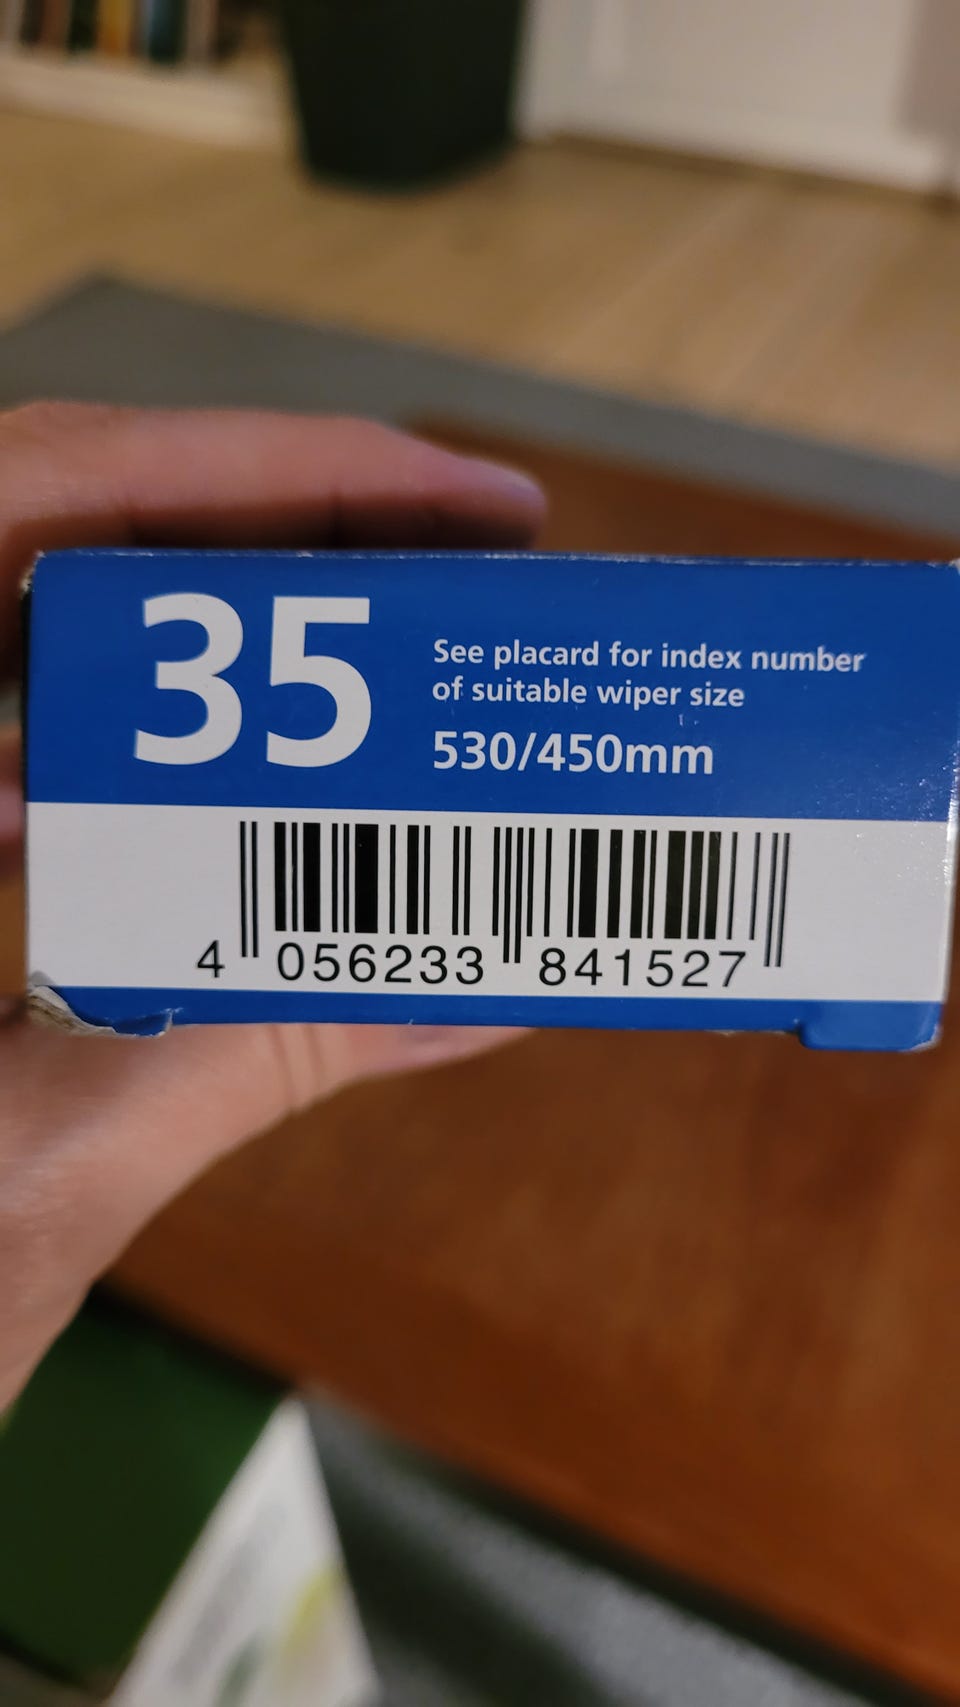 35
See placard for index number
of suitable wiper size
530/450mm
4 056233 841527